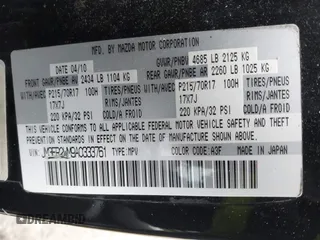 MFD. BY MAZDA MOTOR CORPORATION
DATE 04/10 GVWR/PNBV 4685 LB 2125 KG
FRONT GAWR/PNBE AV 2434 LB 1104 KG REAR GAWR/PNBE AR 2260 LB 1025 KG
WITH/AVEC P215/70R17 100H TIRES/PNEUS WITH/AVEC P215/70R17 100H TIRES/PNEUS
17X7J RIMS/JANTES 17X7J RIMS/JANTES
220 KPA/32 PSI COLD/A FROID 220 KPA/32 PSI COLD/A FROID
THIS VEHICLE CONFORMS TO ALL APPLICABLE FEDERAL
MOTOR VEHICLE SAFETY STANDARDS IN
EFFECT ON THE DATE OF MANUFACTURE SHOWN ABOVE.
TYPE: MPV
COLOR CODE: A3F MADE IN JAPAN
DREAMBID